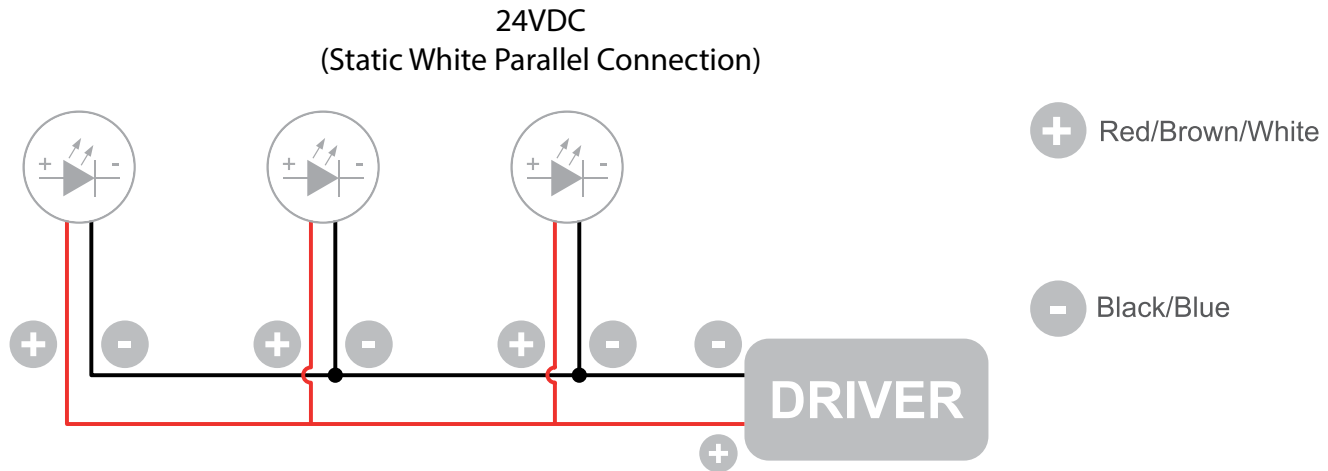 24VDC
(Static White Parallel Connection)
+ -
+ -
+ -
+ Red/Brown/White
- Black/Blue
+ - + - + - -
DRIVER
+